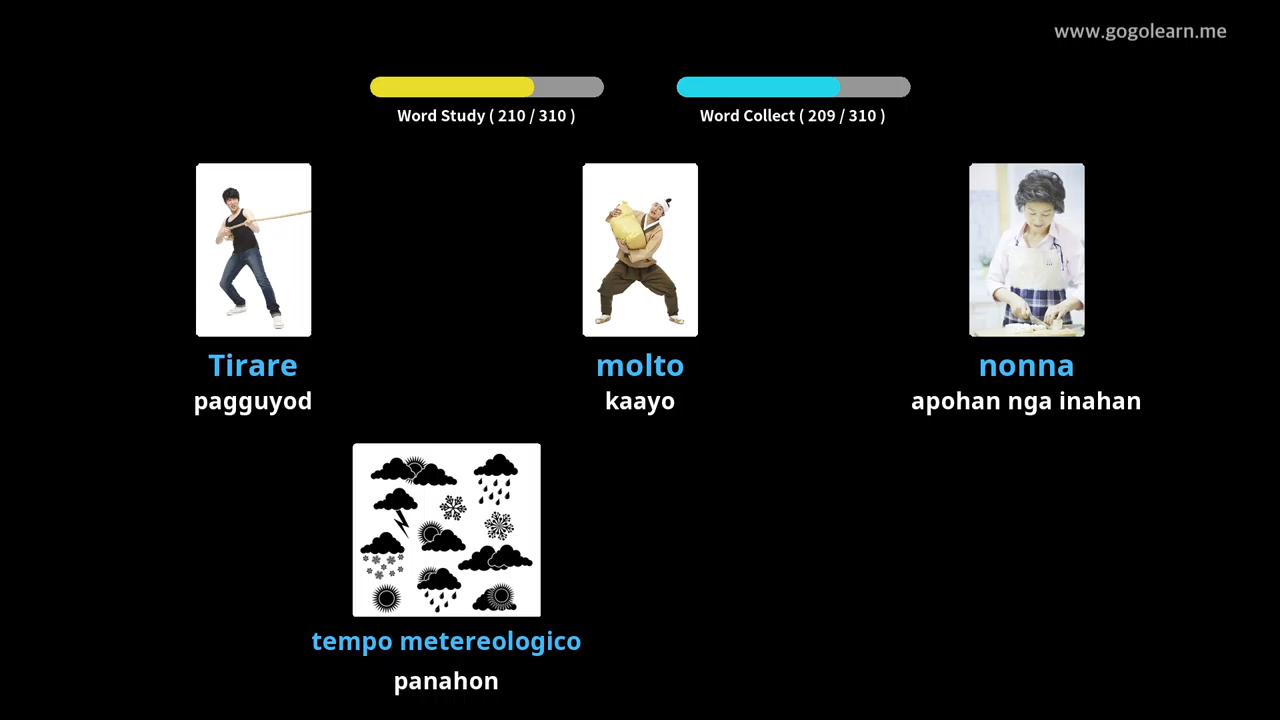 www.gogolearn.me
Word Study ( 210 / 310 )
Word Collect ( 209 / 310 )
Tirare
pagguyod
molto
kaayo
nonna
apohan nga inahan
tempo metereologico
panahon